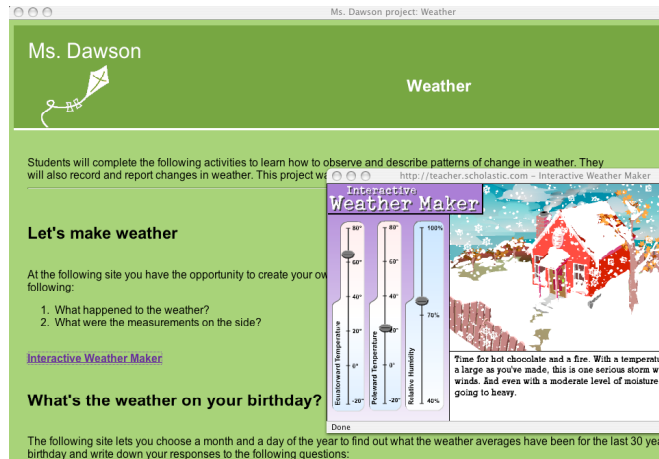 Ms. Dawson project: Weather
Ms. Dawson
Weather
Students will complete the following activities to learn how to observe and describe patterns of change in weather. They
will also record and report changes in weather. This project
http://teacher.scholastic.com – Interactive Weather Maker
Interactive
Weather Maker
80° 80° 100%
60° 60°
40° 40°
70%
20° 20°
0° 0°
-20° -20° 40%
Equatorward Temperature
Poleward Temperature
Relative Humidity
Let's make weather
At the following site you have the opportunity to create your
following:
1. What happened to the weather?
2. What were the measurements on the side?
Interactive Weather Maker
Time for hot chocolate and a fire. With a
a large as you've made, this is one serious storm
winds. And even with a moderate level of moisture
going to heavy.
Done
What's the weather on your birthday?
The following site lets you choose a month and a day of the year to find out what the weather averages have been for the last 30
birthday and write down your responses to the following questions: